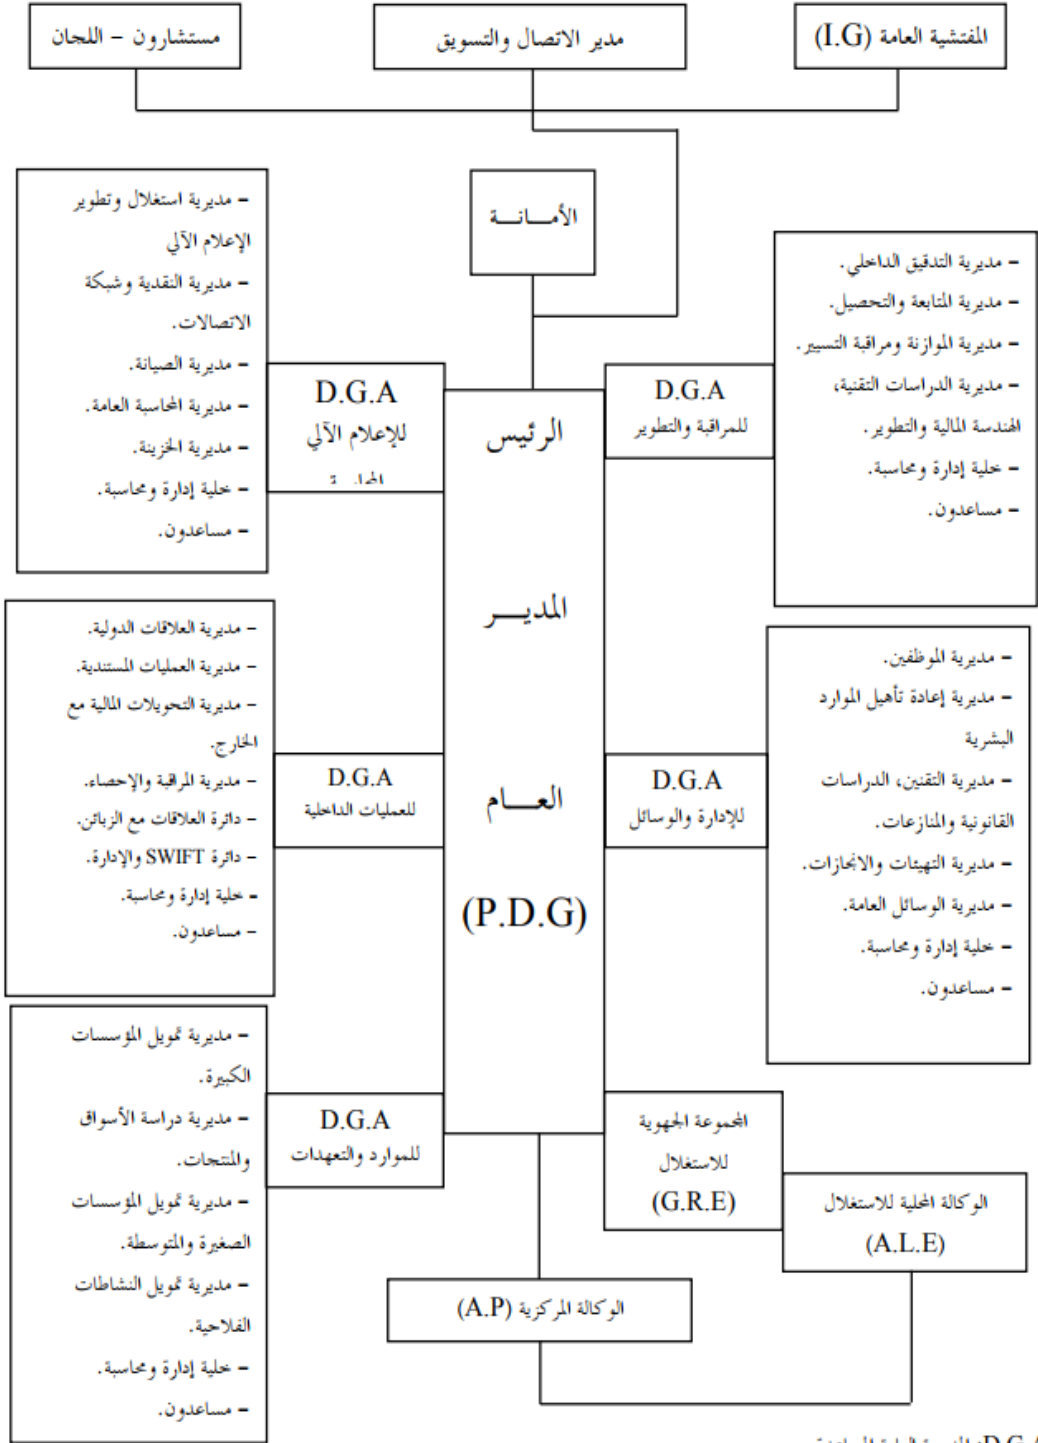 المفتشية العامة (I.G)
مدير الاتصال والتسويق
مستشارون – اللجان
الأمـــانـــة
– مديرية التدقيق الداخلي.
– مديرية المتابعة والتحصيل.
– مديرية الموازنة ومراقبة التسيير.
– مديرية الدراسات التقنية،
الهندسة المالية والتطوير.
– خلية إدارة ومحاسبة.
– مساعدون.
D.G.A
للمراقبة والتطوير
الرئيس
المديـــر
العـــام
(P.D.G)
D.G.A
للإعلام الآلي
– مديرية استغلال وتطوير
الإعلام الآلي
– مديرية النقدية وشبكة
الاتصالات.
– مديرية الصيانة.
– مديرية المحاسبة العامة.
– مديرية الخزينة.
– خلية إدارة ومحاسبة.
– مساعدون.
– مديرية الموظفين.
– مديرية إعادة تأهيل الموارد
البشرية
– مديرية التقنين، الدراسات
القانونية والمنازعات.
– مديرية التهيئات والانجازات.
– مديرية الوسائل العامة.
– خلية إدارة ومحاسبة.
– مساعدون.
D.G.A
للإدارة والوسائل
D.G.A
للعمليات الداخلية
– مديرية العلاقات الدولية.
– مديرية العمليات المستندية.
– مديرية التحويلات المالية مع
الخارج.
– مديرية المراقبة والإحصاء.
– دائرة العلاقات مع الزبائن.
– دائرة SWIFT والإدارة.
– خلية إدارة ومحاسبة.
– مساعدون.
المجموعة الجهوية
للاستغلال
(G.R.E)
الوكالة المحلية للاستغلال
(A.L.E)
D.G.A
للموارد والتعهدات
– مديرية تمويل المؤسسات
الكبيرة.
– مديرية دراسة الأسواق
والمنتجات.
– مديرية تمويل المؤسسات
الصغيرة والمتوسطة.
– مديرية تمويل النشاطات
الفلاحية.
– خلية إدارة ومحاسبة.
– مساعدون.
الوكالة المركزية (A.P)